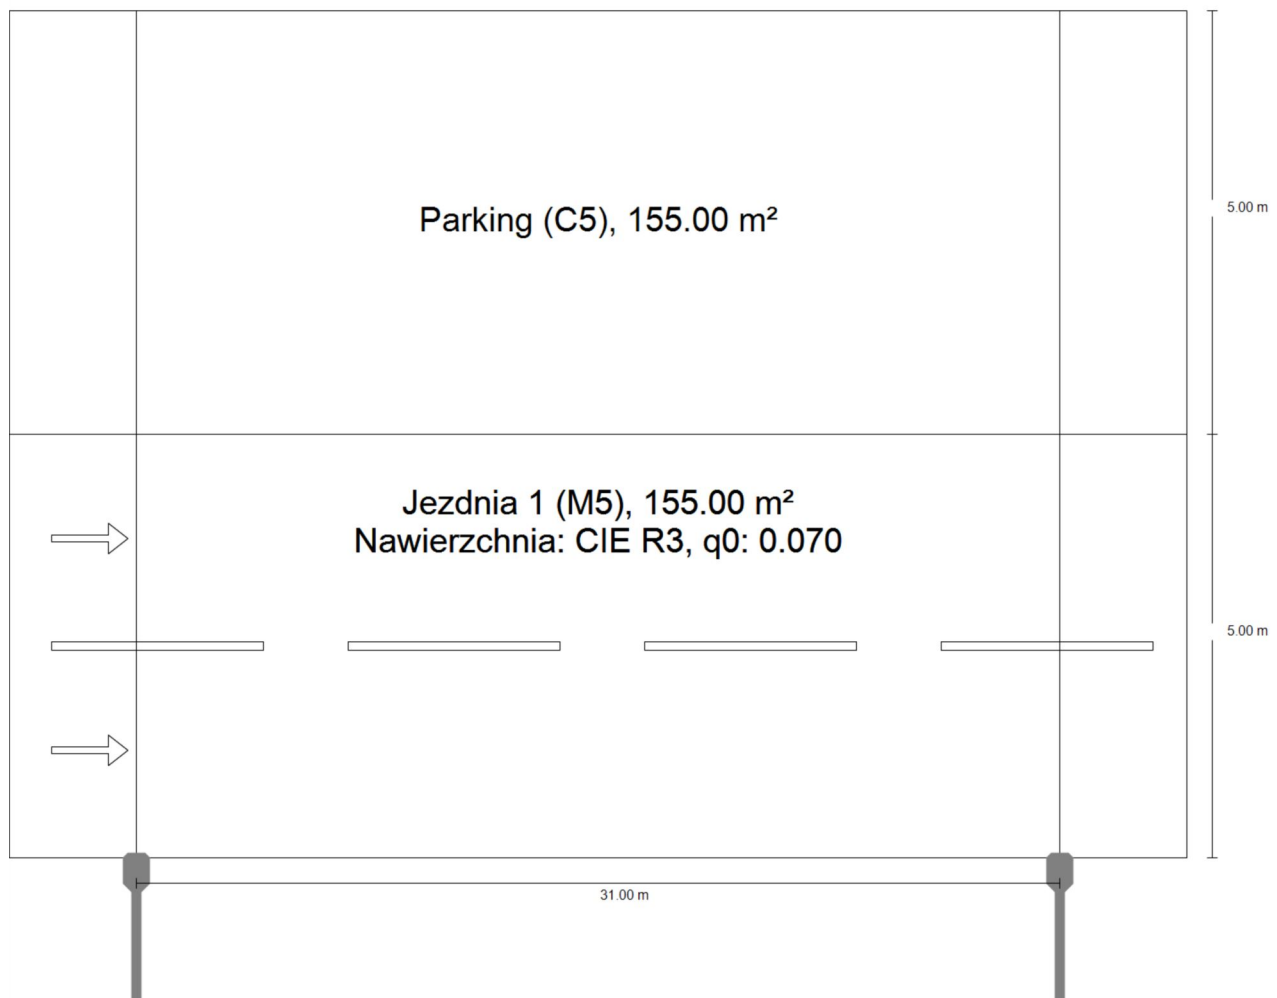 Parking (C5), 155.00 m²
5.00 m
Jezdnia 1 (M5), 155.00 m²
Nawierzchnia: CIE R3, q0: 0.070
5.00 m
31.00 m